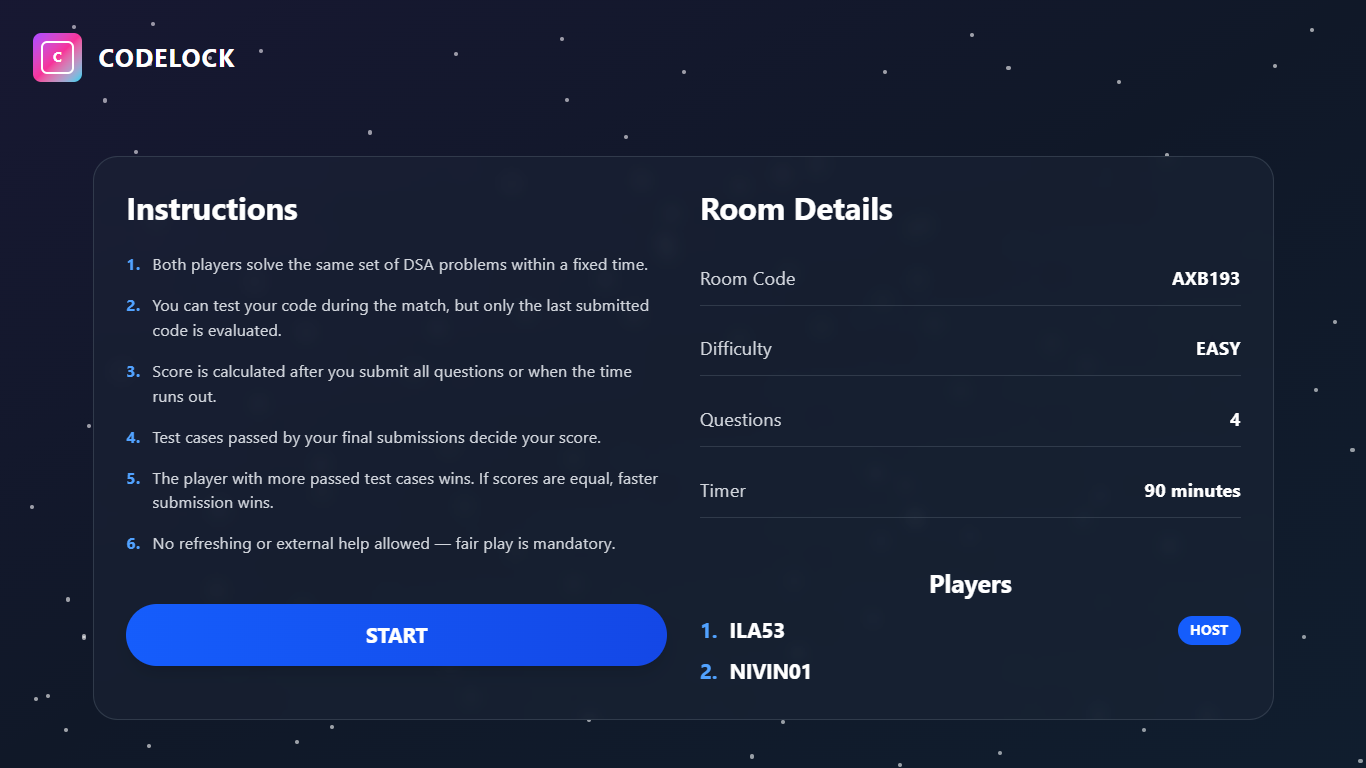 C
CODELOCK
Instructions
1. Both players solve the same set of DSA problems within a fixed time.
2. You can test your code during the match, but only the last submitted
code is evaluated.
3. Score is calculated after you submit all questions or when the time
runs out.
4. Test cases passed by your final submissions decide your score.
5. The player with more passed test cases wins. If scores are equal, faster
submission wins.
6. No refreshing or external help allowed — fair play is mandatory.
START
Room Details
Room Code AXB193
Difficulty EASY
Questions 4
Timer 90 minutes
Players
1. ILA53 HOST
2. NIVIN01